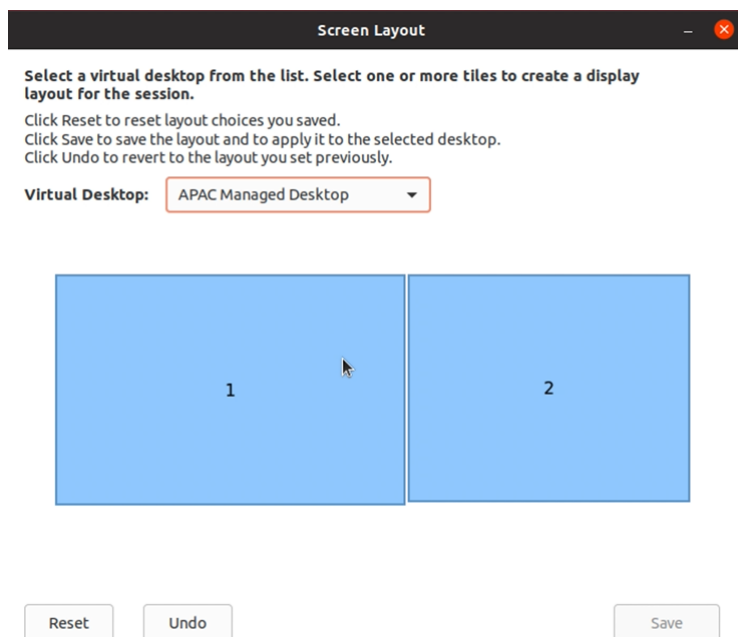 Screen Layout
Select a virtual desktop from the list. Select one or more tiles to create a display
layout for the session.
Click Reset to reset layout choices you saved.
Click Save to save the layout and to apply it to the selected desktop.
Click Undo to revert to the layout you set previously.
Virtual Desktop: APAC Managed Desktop
1 2
Reset Undo Save